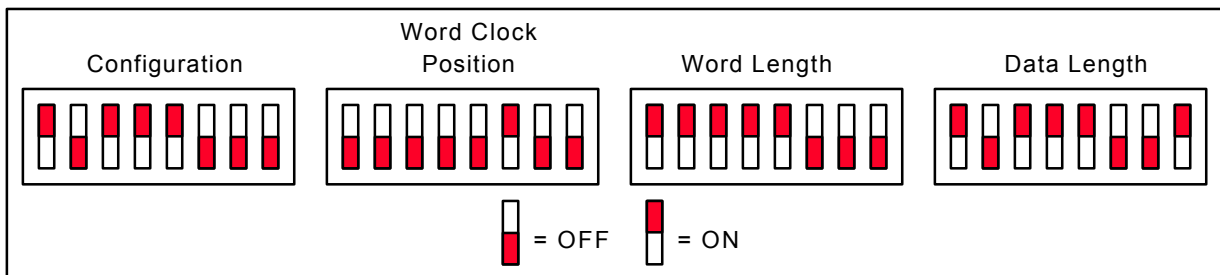 Configuration
Word Clock
Position
Word Length
Data Length
= OFF
= ON